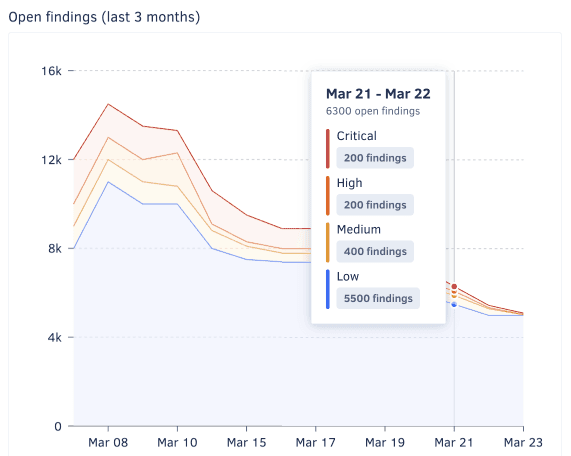 Open findings (last 3 months)
16k
12k
8k
4k
0
Mar 21 - Mar 22
6300 open findings
Critical
200 findings
High
200 findings
Medium
400 findings
Low
5500 findings
Mar 08
Mar 10
Mar 15
Mar 17
Mar 19
Mar 21
Mar 23